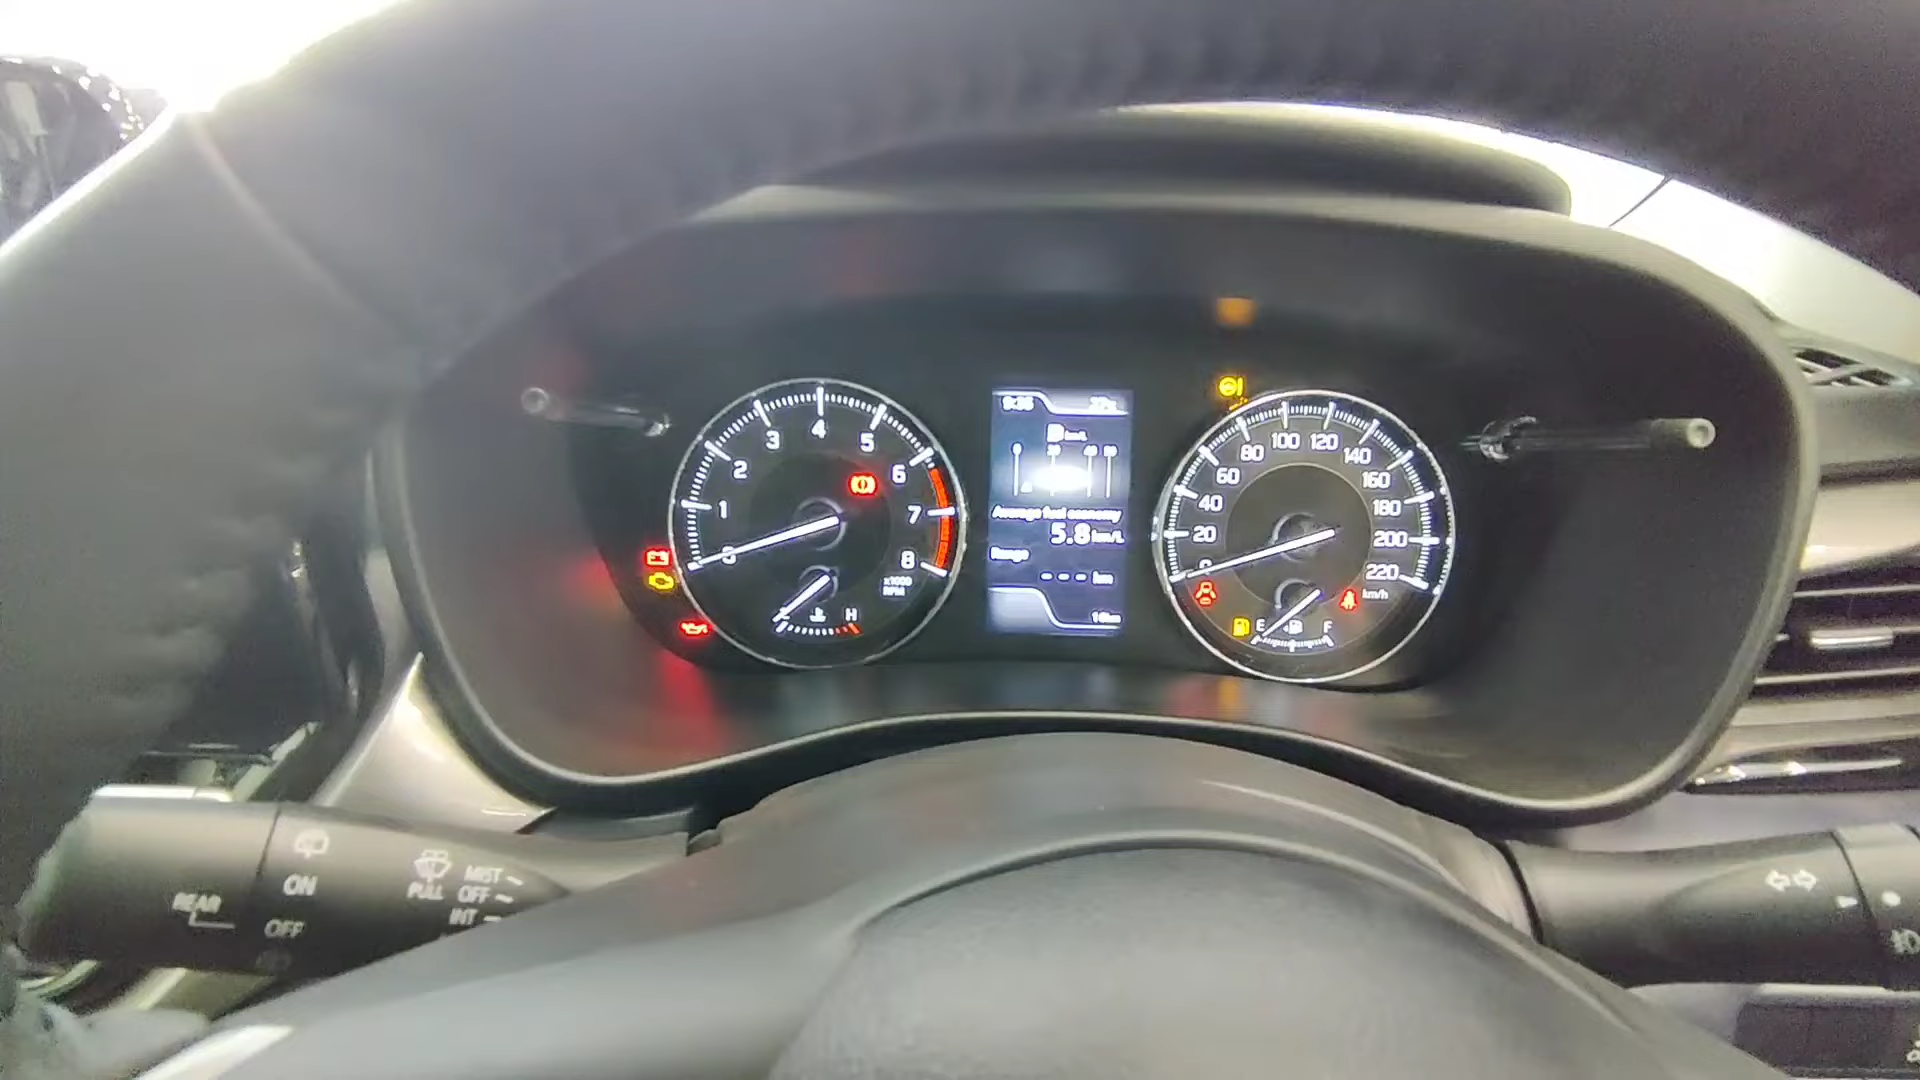 1
2
3
4
5
6
7
8
x1000
RPM
H
km/L
Average fuel economy
5.8 km/L
Range
--- km
0
20
40
60
80
100
120
140
160
180
200
220
km/h
E
F
REAR
ON
OFF
PULL
MIST
OFF
INT